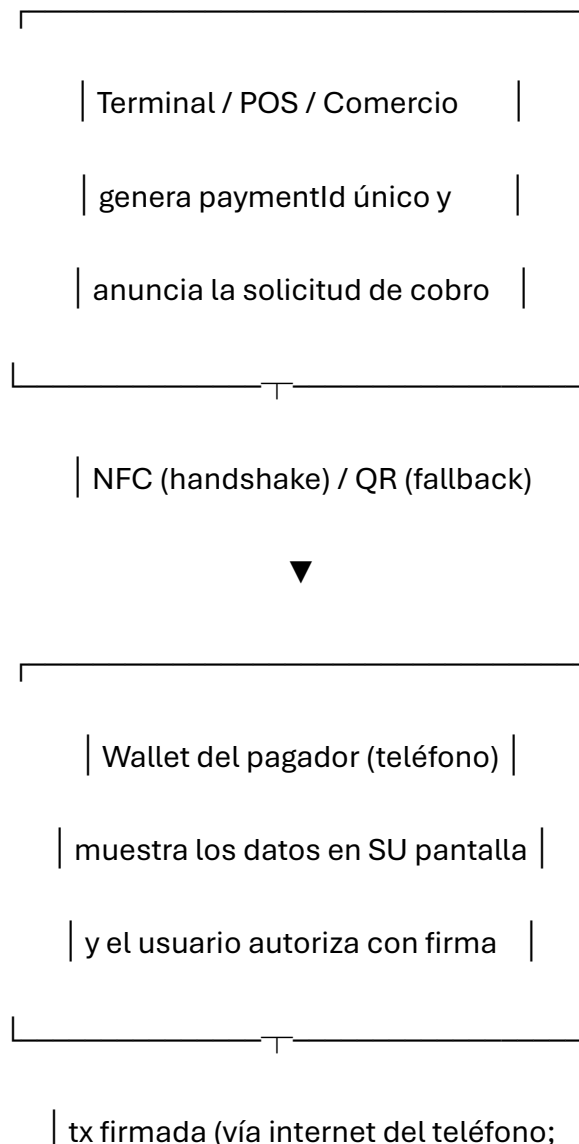 ┌──────────────────────
│ Terminal / POS / Comercio │
│ genera paymentId único y │
│ anuncia la solicitud de cobro │
└──────────┬───────────
│ NFC (handshake) / QR (fallback)
▼
┌──────────────────────
│ Wallet del pagador (teléfono) │
│ muestra los datos en SU pantalla │
│ y el usuario autoriza con firma │
└──────────┬───────────
│ tx firmada (vía internet del teléfono;